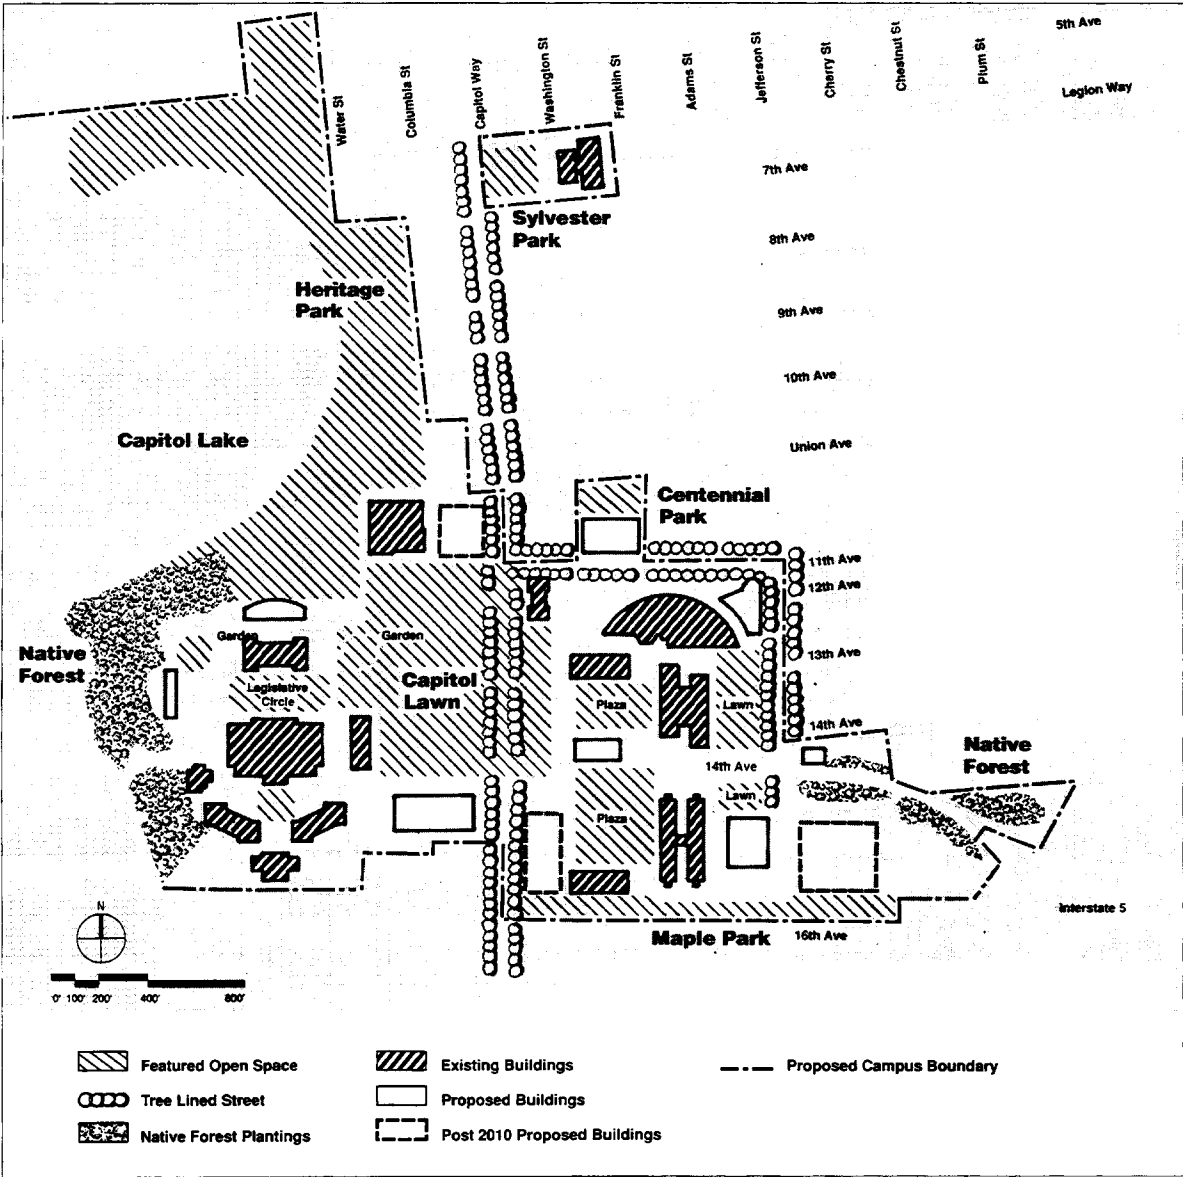 5th Ave
Legion Way
Water St
Columbia St
Capitol Way
Washington St
Franklin St
Adams St
Jefferson St
Cherry St
Chestnut St
Plum St
7th Ave
Sylvester
Park
8th Ave
Heritage
Park
9th Ave
10th Ave
Capitol Lake
Union Ave
Centennial
Park
11th Ave
12th Ave
Garden
Garden
Native
Forest
13th Ave
Capitol
Lawn
Legislative
Circle
Plaza
Lawn
14th Ave
Native
Forest
14th Ave
Lawn
Plaza
N
Interstate 5
Maple Park
16th Ave
0' 100' 200' 400' 800'
Featured Open Space
Existing Buildings
Proposed Campus Boundary
Tree Lined Street
Proposed Buildings
Native Forest Plantings
Post 2010 Proposed Buildings